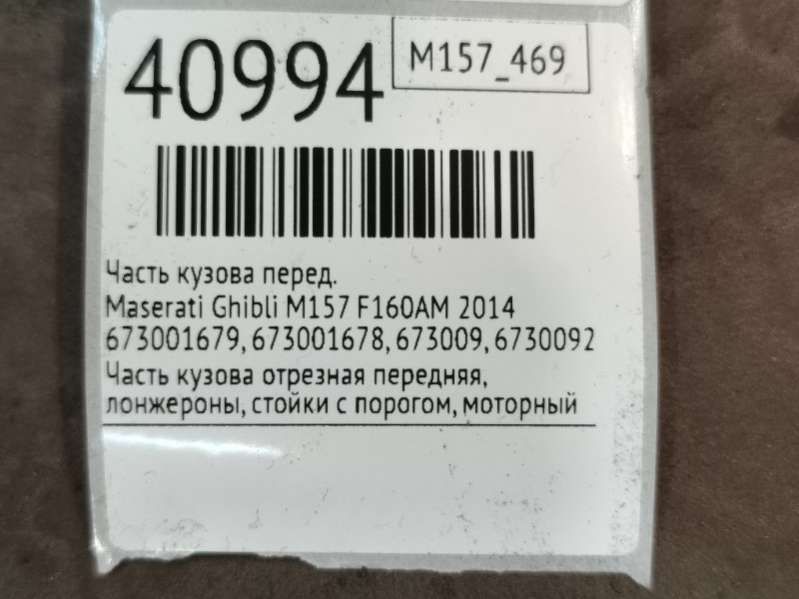 40994
M157_469
Часть кузова перед.
Maserati Ghibli M157 F160AM 2014
673001679, 673001678, 673009, 6730092
Часть кузова отрезная передняя,
лонжероны, стойки с порогом, моторный